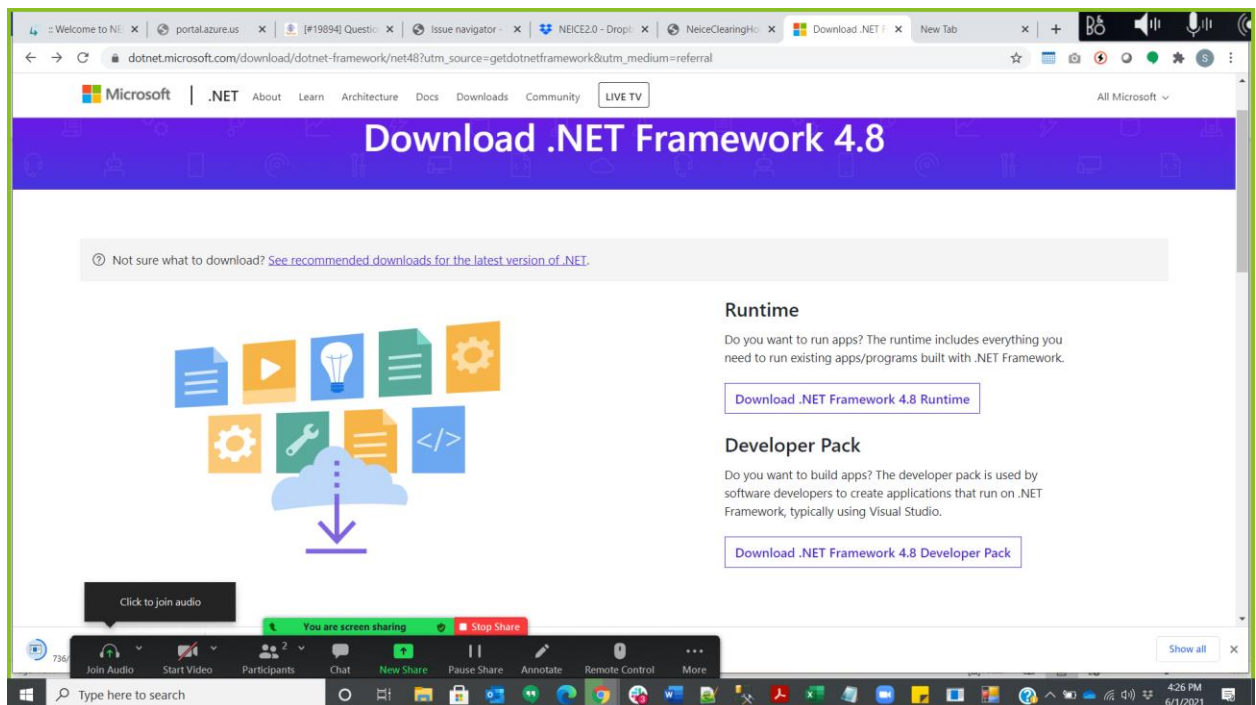 :: Welcome to NE
portal.azure.us
[#19894] Questio
Issue navigator -
NEICE2.0 - Dropb
NeiceClearingHo
Download .NET F
New Tab
dotnet.microsoft.com/download/dotnet-framework/net48?utm_source=getdotnetframework&utm_medium=referral
S
Microsoft | .NET About Learn Architecture Docs Downloads Community LIVE TV All Microsoft
Download .NET Framework 4.8
Not sure what to download? See recommended downloads for the latest version of .NET.
Runtime
Do you want to run apps? The runtime includes everything you
need to run existing apps/programs built with .NET Framework.
Download .NET Framework 4.8 Runtime
Developer Pack
Do you want to build apps? The developer pack is used by
software developers to create applications that run on .NET
Framework, typically using Visual Studio.
Download .NET Framework 4.8 Developer Pack
</>
Click to join audio
You are screen sharing Stop Share
736/
2
Join Audio Start Video Participants Chat New Share Pause Share Annotate Remote Control More
Show all
Type here to search
4:26 PM
6/1/2021